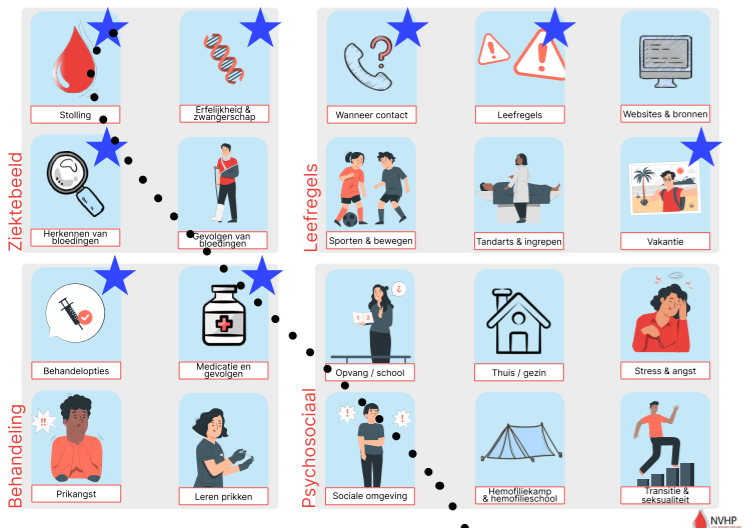 Ziektebeeld
Stolling
Erfelijkheid &
zwangerschap
Herkennen van
bloedingen
Gevolgen van
bloedingen
Leefregels
Wanneer contact
Leefregels
Websites & bronnen
Sporten & bewegen
Tandarts & ingrepen
Vakantie
Behandeling
Behandelopties
Medicatie en
gevolgen
!!
Prikangst
Leren prikken
Psychosociaal
1 2
¿
Opvang / school
Thuis / gezin
Stress & angst
! !
Sociale omgeving
Hemofiliekamp
& hemofilieschool
Transitie &
seksualiteit
NVHP